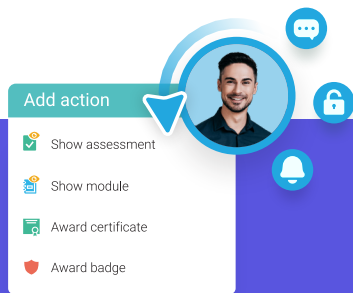 Add action
Show assessment
Show module
Award certificate
Award badge